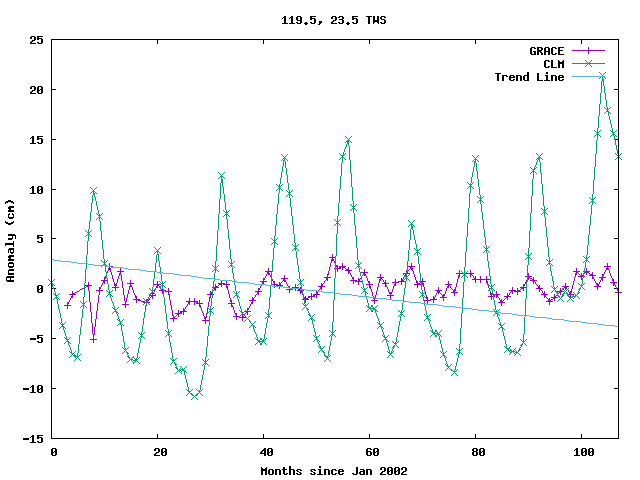 119.5, 23.5 TWS
GRACE
CLM
Trend Line
25
20
15
10
5
0
-5
-10
-15
Anomaly (cm)
0 20 40 60 80 100
Months since Jan 2002